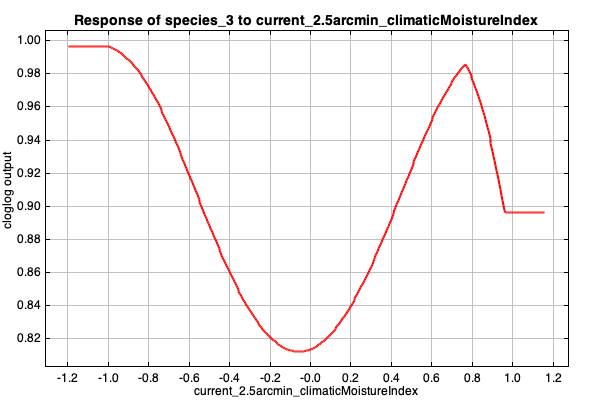 Response of species_3 to current_2.5arcmin_climaticMoistureIndex
1.00
0.98
0.96
0.94
0.92
0.90
0.88
0.86
0.84
0.82
cloglog output
-1.2 -1.0 -0.8 -0.6 -0.4 -0.2 -0.0 0.2 0.4 0.6 0.8 1.0 1.2
current_2.5arcmin_climaticMoistureIndex